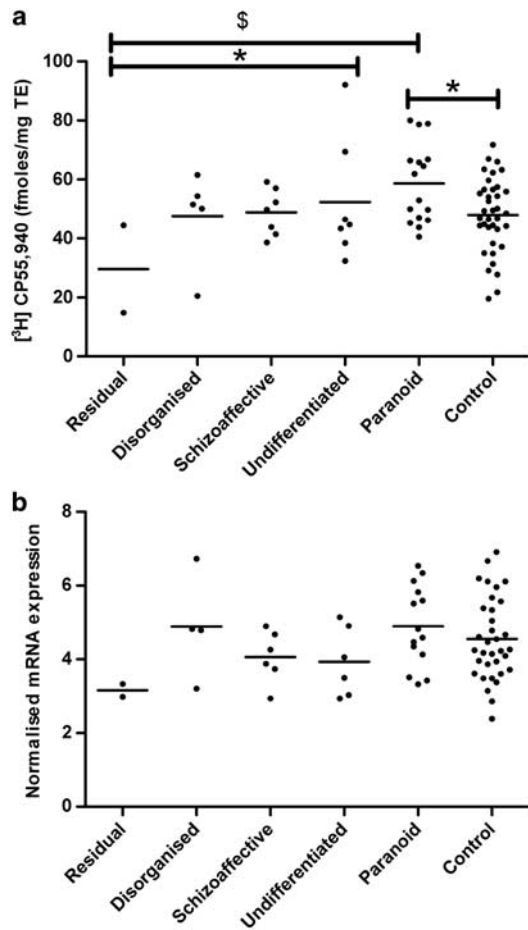 a
$
*
*
[³H] CP55,940 (fmoles/mg TE)
100
80
60
40
20
0
Residual
Disorganised
Schizoaffective
Undifferentiated
Paranoid
Control
b
Normalised mRNA expression
8
6
4
2
0
Residual
Disorganised
Schizoaffective
Undifferentiated
Paranoid
Control